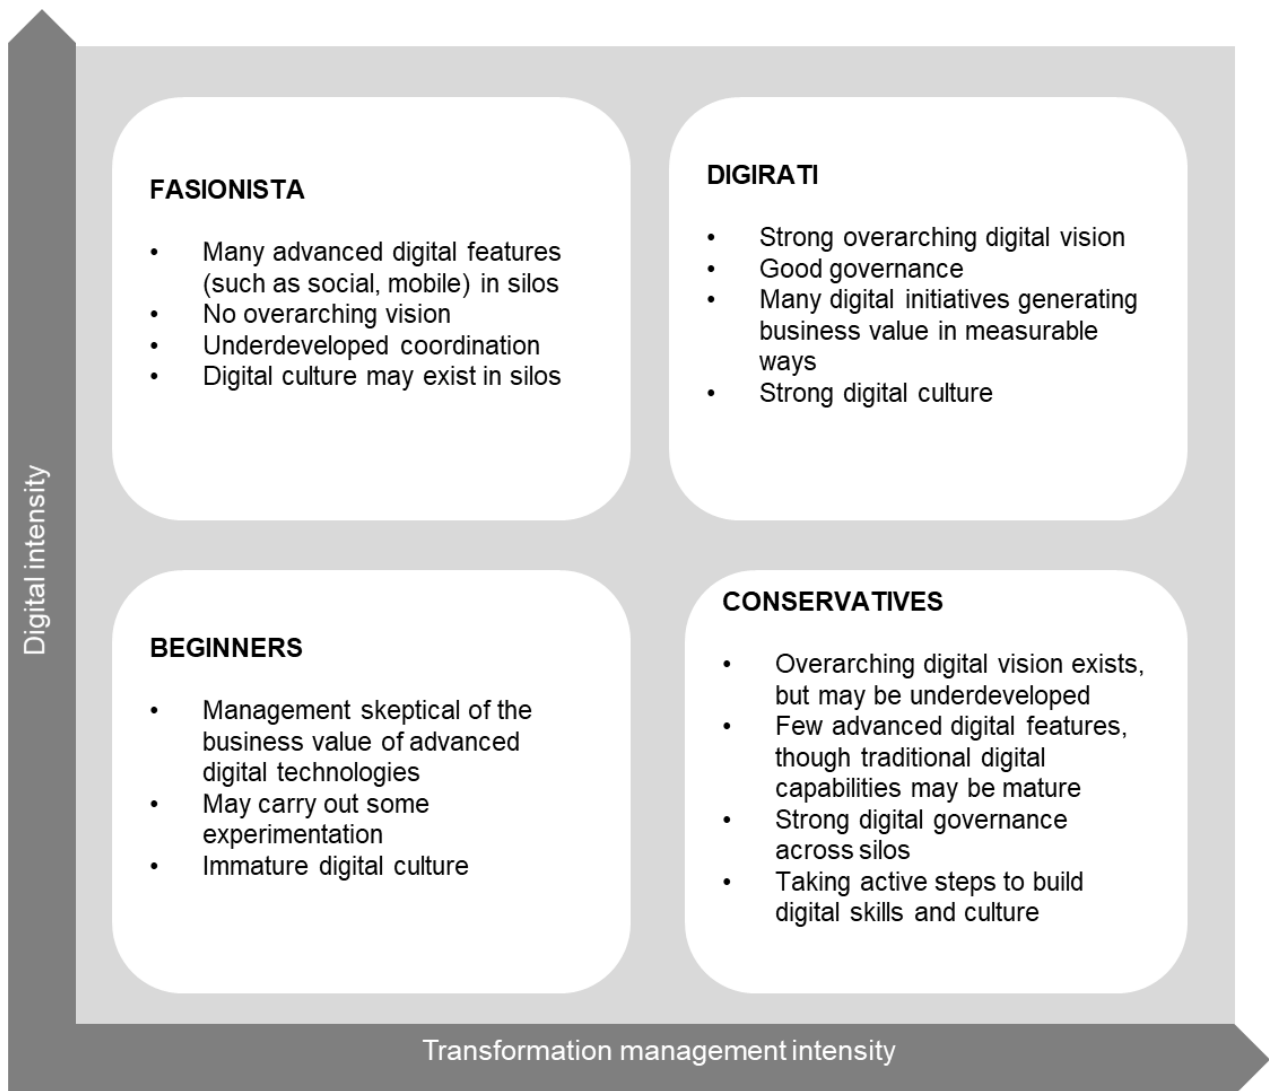 FASIONISTA
• Many advanced digital features
(such as social, mobile) in silos
• No overarching vision
• Underdeveloped coordination
• Digital culture may exist in silos
DIGIRATI
• Strong overarching digital vision
• Good governance
• Many digital initiatives generating
business value in measurable
ways
• Strong digital culture
Digital intensity
BEGINNERS
• Management skeptical of the
business value of advanced
digital technologies
• May carry out some
experimentation
• Immature digital culture
CONSERVATIVES
• Overarching digital vision exists,
but may be underdeveloped
• Few advanced digital features,
though traditional digital
capabilities may be mature
• Strong digital governance
across silos
• Taking active steps to build
digital skills and culture
Transformation management intensity